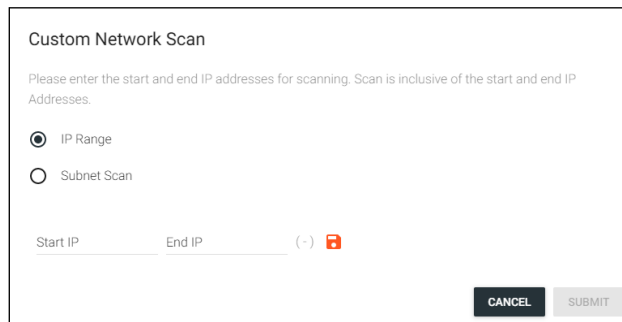 Custom Network Scan
Please enter the start and end IP addresses for scanning. Scan is inclusive of the start and end IP
Addresses.
IP Range
Subnet Scan
Start IP End IP (-)
CANCEL SUBMIT